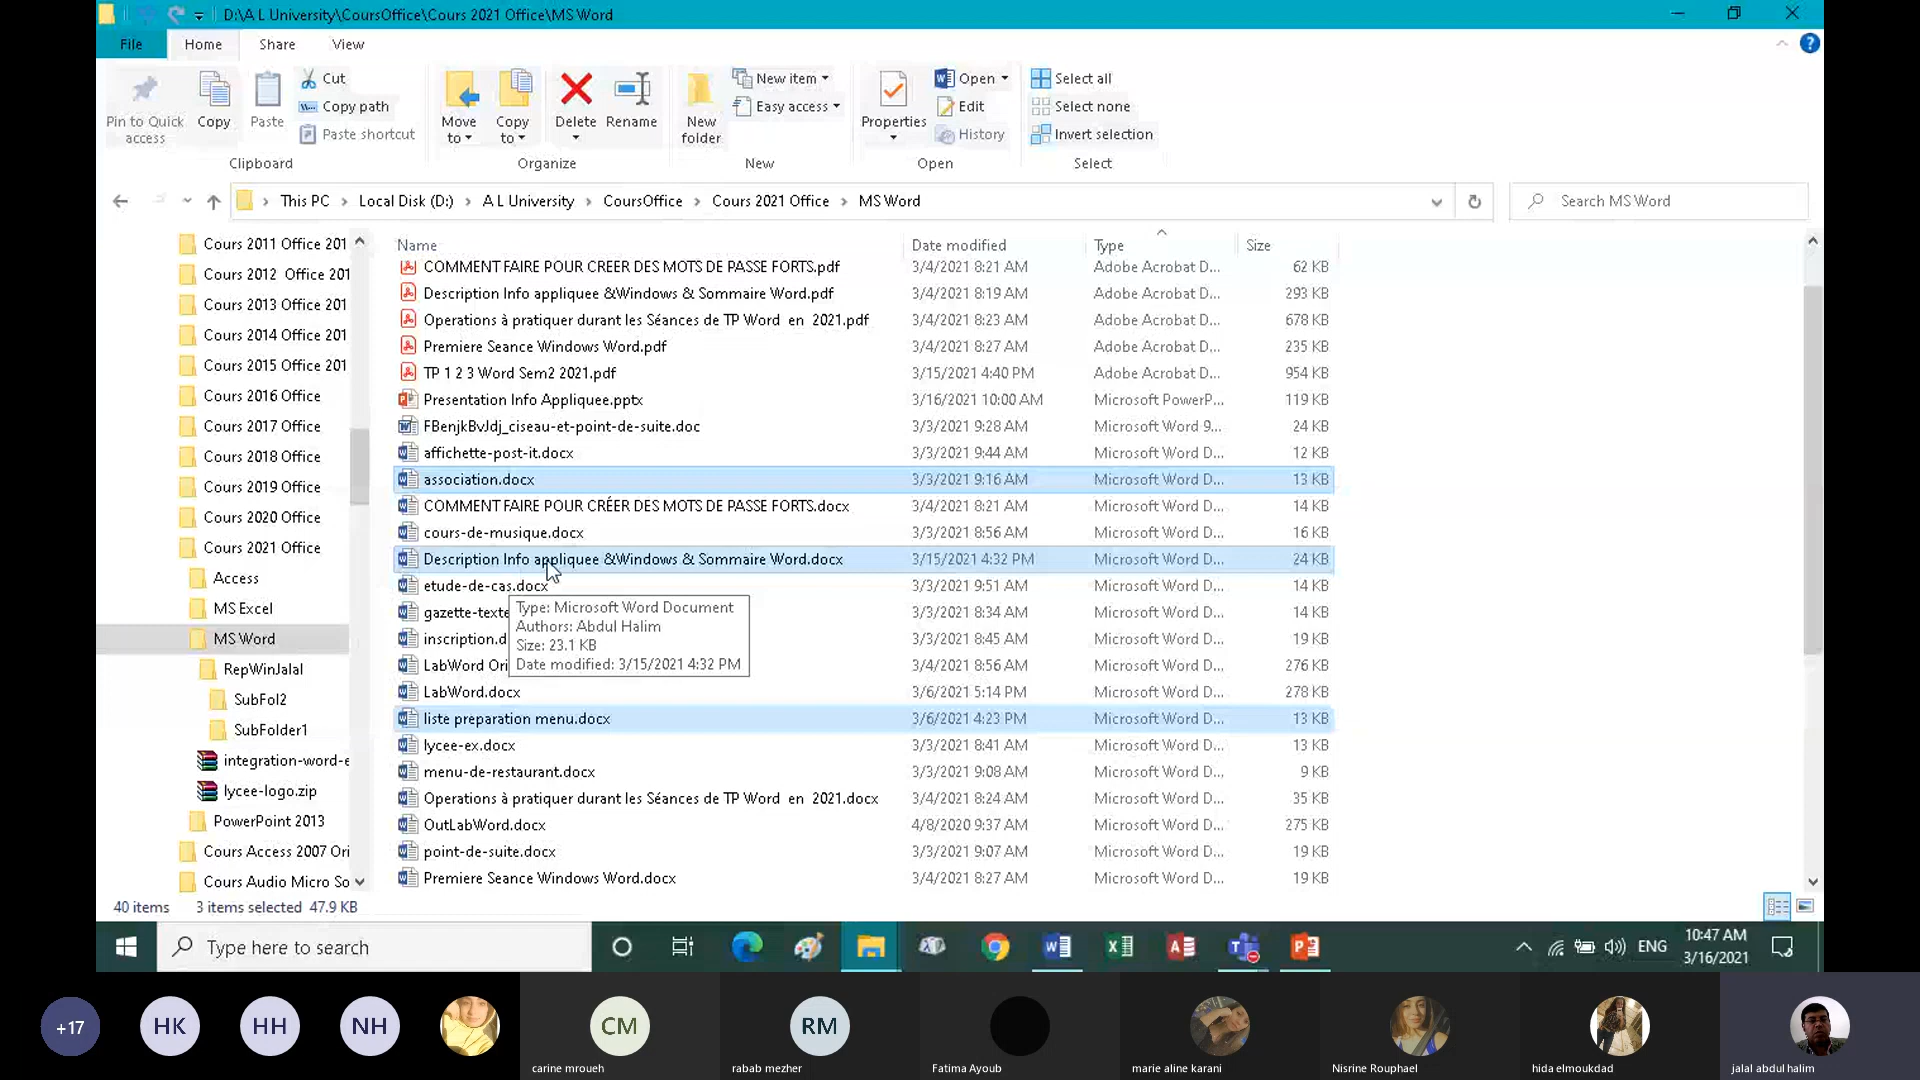 D:\A L University\CoursOffice\Cours 2021 Office\MS Word
File Home Share View
Pin to Quick access
Copy
Paste
Cut
Copy path
Paste shortcut
Clipboard
Move to
Copy to
Delete
Rename
Organize
New folder
New item
Easy access
New
Properties
Open
Edit
History
Open
Select all
Select none
Invert selection
Select
This PC > Local Disk (D:) > A L University > CoursOffice > Cours 2021 Office > MS Word
Search MS Word
Cours 2011 Office 201
Cours 2012 Office 201
Cours 2013 Office 201
Cours 2014 Office 201
Cours 2015 Office 201
Cours 2016 Office
Cours 2017 Office
Cours 2018 Office
Cours 2019 Office
Cours 2020 Office
Cours 2021 Office
Access
MS Excel
MS Word
RepWinJalal
SubFol2
SubFolder1
integration-word-e
lycee-logo.zip
PowerPoint 2013
Cours Access 2007 Ori
Cours Audio Micro So
Name Date modified Type Size
COMMENT FAIRE POUR CREER DES MOTS DE PASSE FORTS.pdf 3/4/2021 8:21 AM Adobe Acrobat D... 62 KB
Description Info appliquee &Windows & Sommaire Word.pdf 3/4/2021 8:19 AM Adobe Acrobat D... 293 KB
Operations à pratiquer durant les Séances de TP Word en 2021.pdf 3/4/2021 8:23 AM Adobe Acrobat D... 678 KB
Premiere Seance Windows Word.pdf 3/4/2021 8:27 AM Adobe Acrobat D... 235 KB
TP 1 2 3 Word Sem2 2021.pdf 3/15/2021 4:40 PM Adobe Acrobat D... 954 KB
Presentation Info Appliquee.pptx 3/16/2021 10:00 AM Microsoft PowerP... 119 KB
FBenjkBvJdj_ciseau-et-point-de-suite.doc 3/3/2021 9:28 AM Microsoft Word 9... 24 KB
affichette-post-it.docx 3/3/2021 9:44 AM Microsoft Word D... 12 KB
association.docx 3/3/2021 9:16 AM Microsoft Word D... 13 KB
COMMENT FAIRE POUR CRÉER DES MOTS DE PASSE FORTS.docx 3/4/2021 8:21 AM Microsoft Word D... 14 KB
cours-de-musique.docx 3/3/2021 8:56 AM Microsoft Word D... 16 KB
Description Info appliquee &Windows & Sommaire Word.docx 3/15/2021 4:32 PM Microsoft Word D... 24 KB
etude-de-cas.docx 3/3/2021 9:51 AM Microsoft Word D... 14 KB
gazette-texte 3/3/2021 8:34 AM Microsoft Word D... 14 KB
inscription.d 3/3/2021 8:45 AM Microsoft Word D... 19 KB
LabWord Ori 3/4/2021 8:56 AM Microsoft Word D... 276 KB
LabWord.docx 3/6/2021 5:14 PM Microsoft Word D... 278 KB
liste preparation menu.docx 3/6/2021 4:23 PM Microsoft Word D... 13 KB
lycee-ex.docx 3/3/2021 8:41 AM Microsoft Word D... 13 KB
menu-de-restaurant.docx 3/3/2021 9:08 AM Microsoft Word D... 9 KB
Operations à pratiquer durant les Séances de TP Word en 2021.docx 3/4/2021 8:24 AM Microsoft Word D... 35 KB
OutLabWord.docx 4/8/2020 9:37 AM Microsoft Word D... 275 KB
point-de-suite.docx 3/3/2021 9:07 AM Microsoft Word D... 19 KB
Premiere Seance Windows Word.docx 3/4/2021 8:27 AM Microsoft Word D... 19 KB
Type: Microsoft Word Document
Authors: Abdul Halim
Size: 23.1 KB
Date modified: 3/15/2021 4:32 PM
40 items 3 items selected 47.9 KB
Type here to search
ENG
10:47 AM
3/16/2021
+17
HK
HH
NH
CM
carine mroueh
RM
rabab mezher
Fatima Ayoub
marie aline karani
Nisrine Rouphael
hida elmoukdad
jalal abdul halim